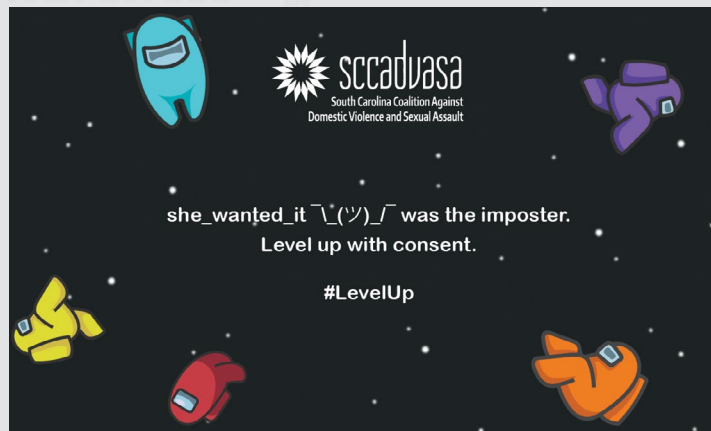 sccadvasa
South Carolina Coalition Against
Domestic Violence and Sexual Assault
she_wanted_it ¯\_(ツ)_/¯ was the imposter.
Level up with consent.
#LevelUp